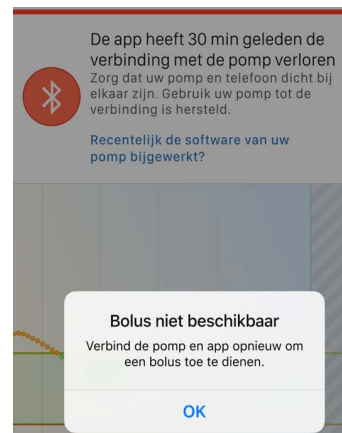 De app heeft 30 min geleden de
verbinding met de pomp verloren
Zorg dat uw pomp en telefoon dicht bij
elkaar zijn. Gebruik uw pomp tot de
verbinding is hersteld.
Recentelijk de software van uw
pomp bijgewerkt?
Bolus niet beschikbaar
Verbind de pomp en app opnieuw om
een bolus toe te dienen.
OK